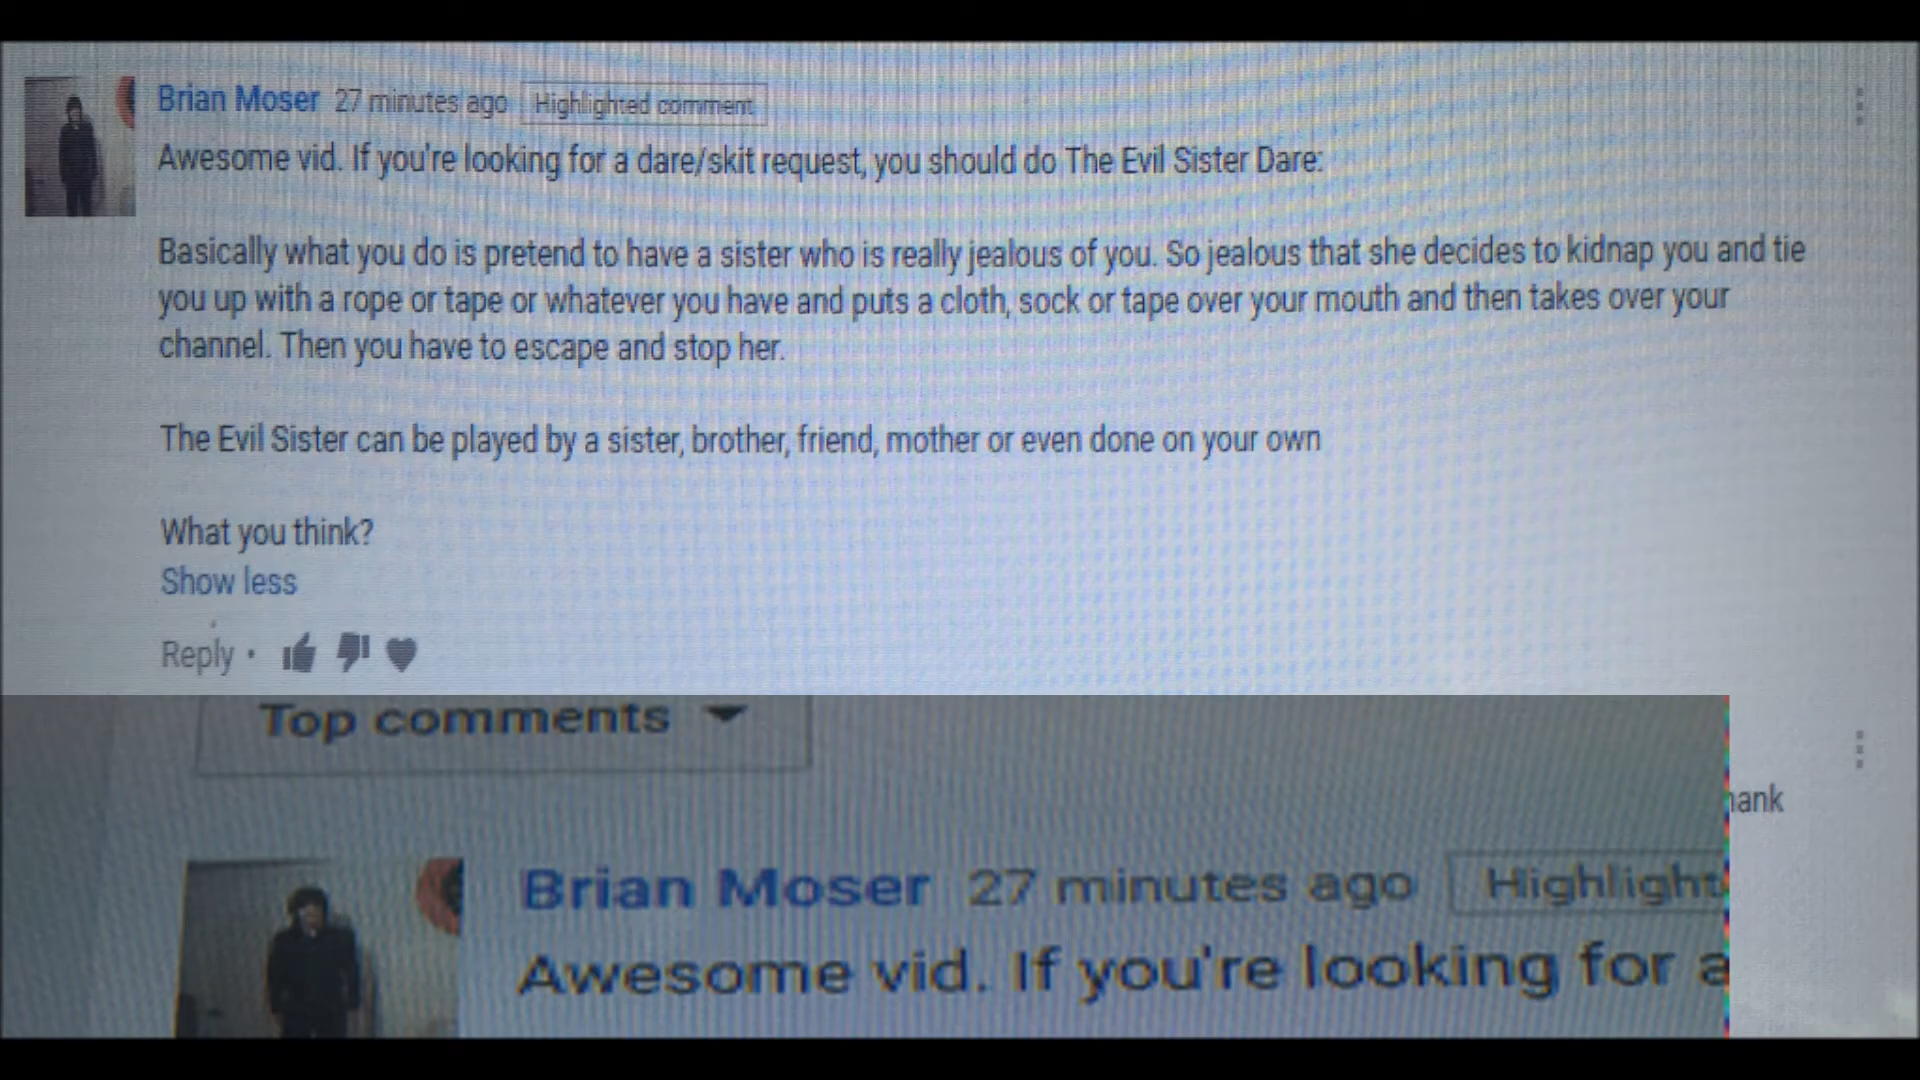 Brian Moser 27 minutes ago Highlighted comment
Awesome vid. If you're looking for a dare/skit request, you should do The Evil Sister Dare:
Basically what you do is pretend to have a sister who is really jealous of you. So jealous that she decides to kidnap you and tie
you up with a rope or tape or whatever you have and puts a cloth, sock or tape over your mouth and then takes over your
channel. Then you have to escape and stop her.
The Evil Sister can be played by a sister, brother, friend, mother or even done on your own
What you think?
Show less
Reply •
Top comments
hank
Brian Moser 27 minutes ago Highlight
Awesome vid. If you're looking for a